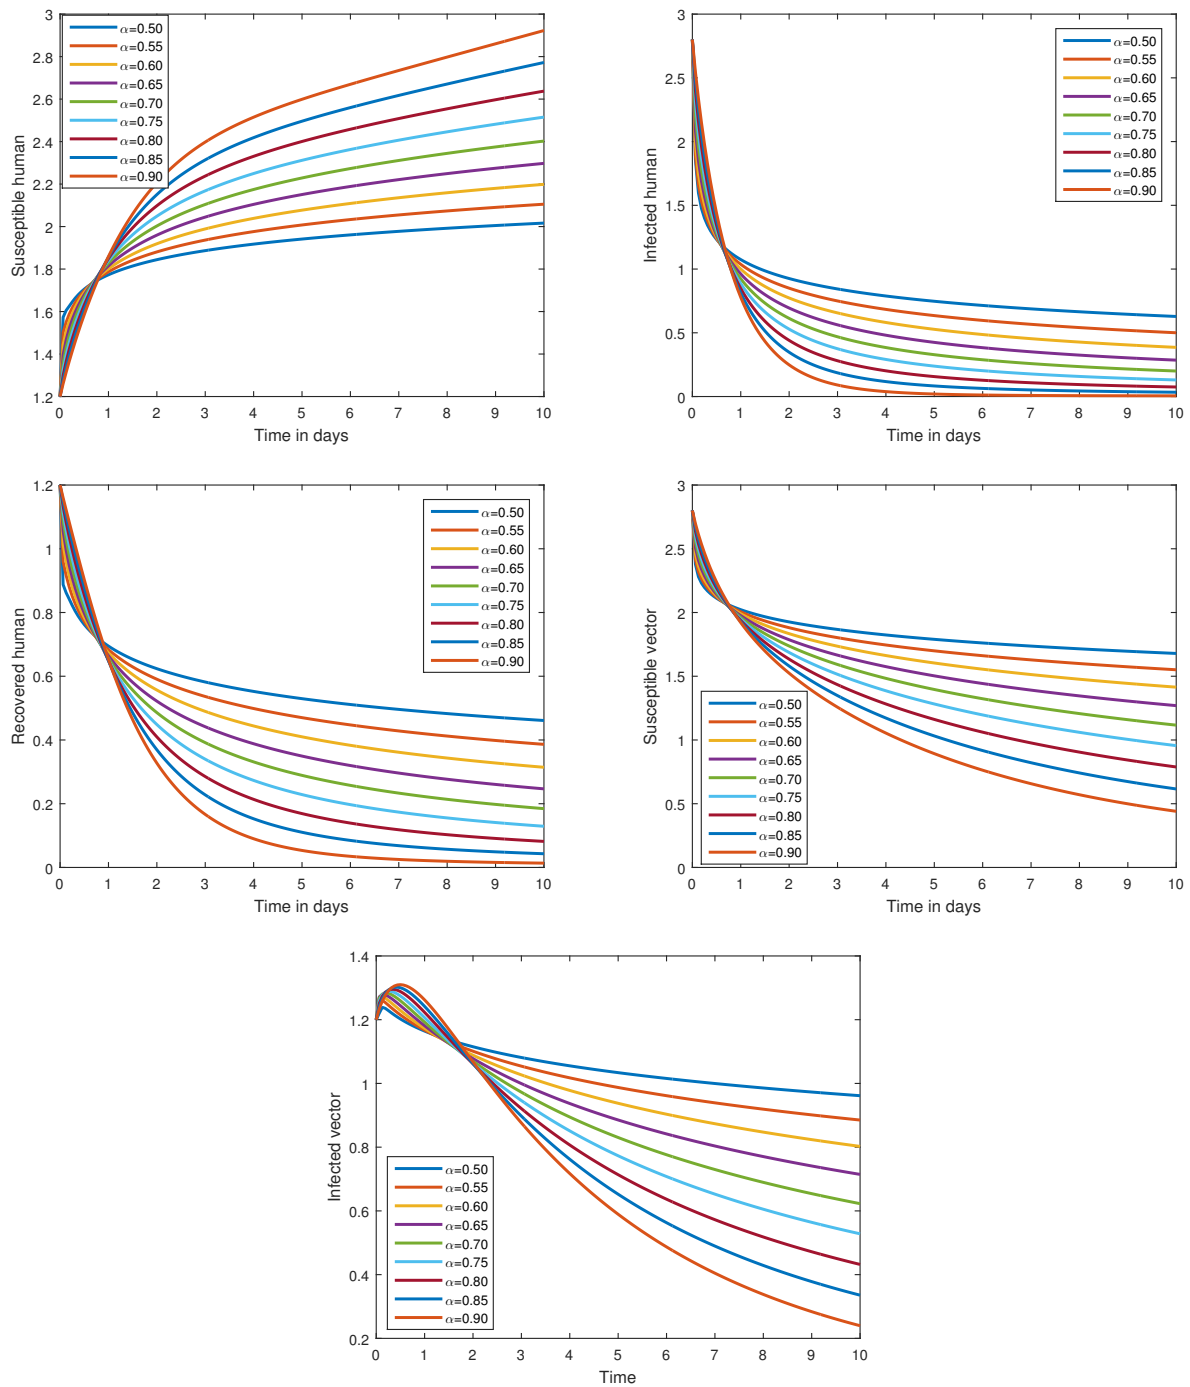 3
2.8
2.6
2.4
2.2
2
1.8
1.6
1.4
1.2
Susceptible human
α=0.50
α=0.55
α=0.60
α=0.65
α=0.70
α=0.75
α=0.80
α=0.85
α=0.90
0 1 2 3 4 5 6 7 8 9 10
Time in days
3
2.5
2
1.5
1
0.5
0
Infected human
α=0.50
α=0.55
α=0.60
α=0.65
α=0.70
α=0.75
α=0.80
α=0.85
α=0.90
0 1 2 3 4 5 6 7 8 9 10
Time in days
1.2
1
0.8
0.6
0.4
0.2
0
Recovered human
α=0.50
α=0.55
α=0.60
α=0.65
α=0.70
α=0.75
α=0.80
α=0.85
α=0.90
0 1 2 3 4 5 6 7 8 9 10
Time in days
3
2.5
2
1.5
1
0.5
0
Susceptible vector
α=0.50
α=0.55
α=0.60
α=0.65
α=0.70
α=0.75
α=0.80
α=0.85
α=0.90
0 1 2 3 4 5 6 7 8 9 10
Time in days
1.4
1.2
1
0.8
0.6
0.4
0.2
Infected vector
α=0.50
α=0.55
α=0.60
α=0.65
α=0.70
α=0.75
α=0.80
α=0.85
α=0.90
0 1 2 3 4 5 6 7 8 9 10
Time